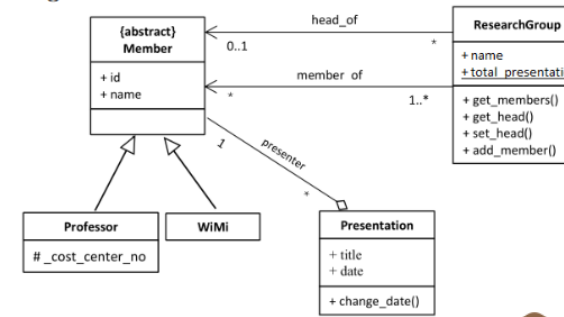 {abstract}
Member
+ id
+ name
head_of
0..1
*
member of
*
1..*
ResearchGroup
+ name
+ get_members()
+ get_head()
+ set_head()
+ add_member()
1
presenter
*
Professor
# _cost_center_no
WiMi
Presentation
+ title
+ date
+ change_date()